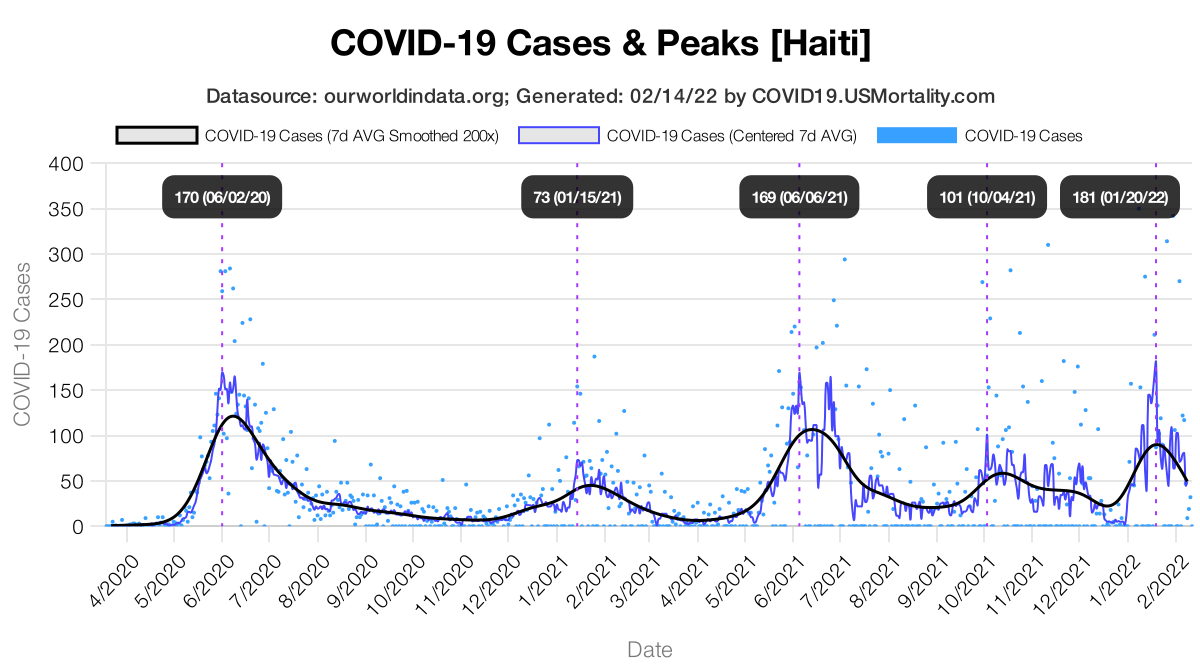 COVID-19 Cases & Peaks [Haiti]
Datasource: ourworldindata.org; Generated: 02/14/22 by COVID19.USMortality.com
COVID-19 Cases (7d AVG Smoothed 200x) COVID-19 Cases (Centered 7d AVG) COVID-19 Cases
400
170 (06/02/20) 73 (01/15/21) 169 (06/06/21) 101 (10/04/21) 181 (01/20/22)
350
300
250
200
150
100
50
0
COVID-19 Cases
4/2020 5/2020 6/2020 7/2020 8/2020 9/2020 10/2020 11/2020 12/2020 1/2021 2/2021 3/2021 4/2021 5/2021 6/2021 7/2021 8/2021 9/2021 10/2021 11/2021 12/2021 1/2022 2/2022
Date